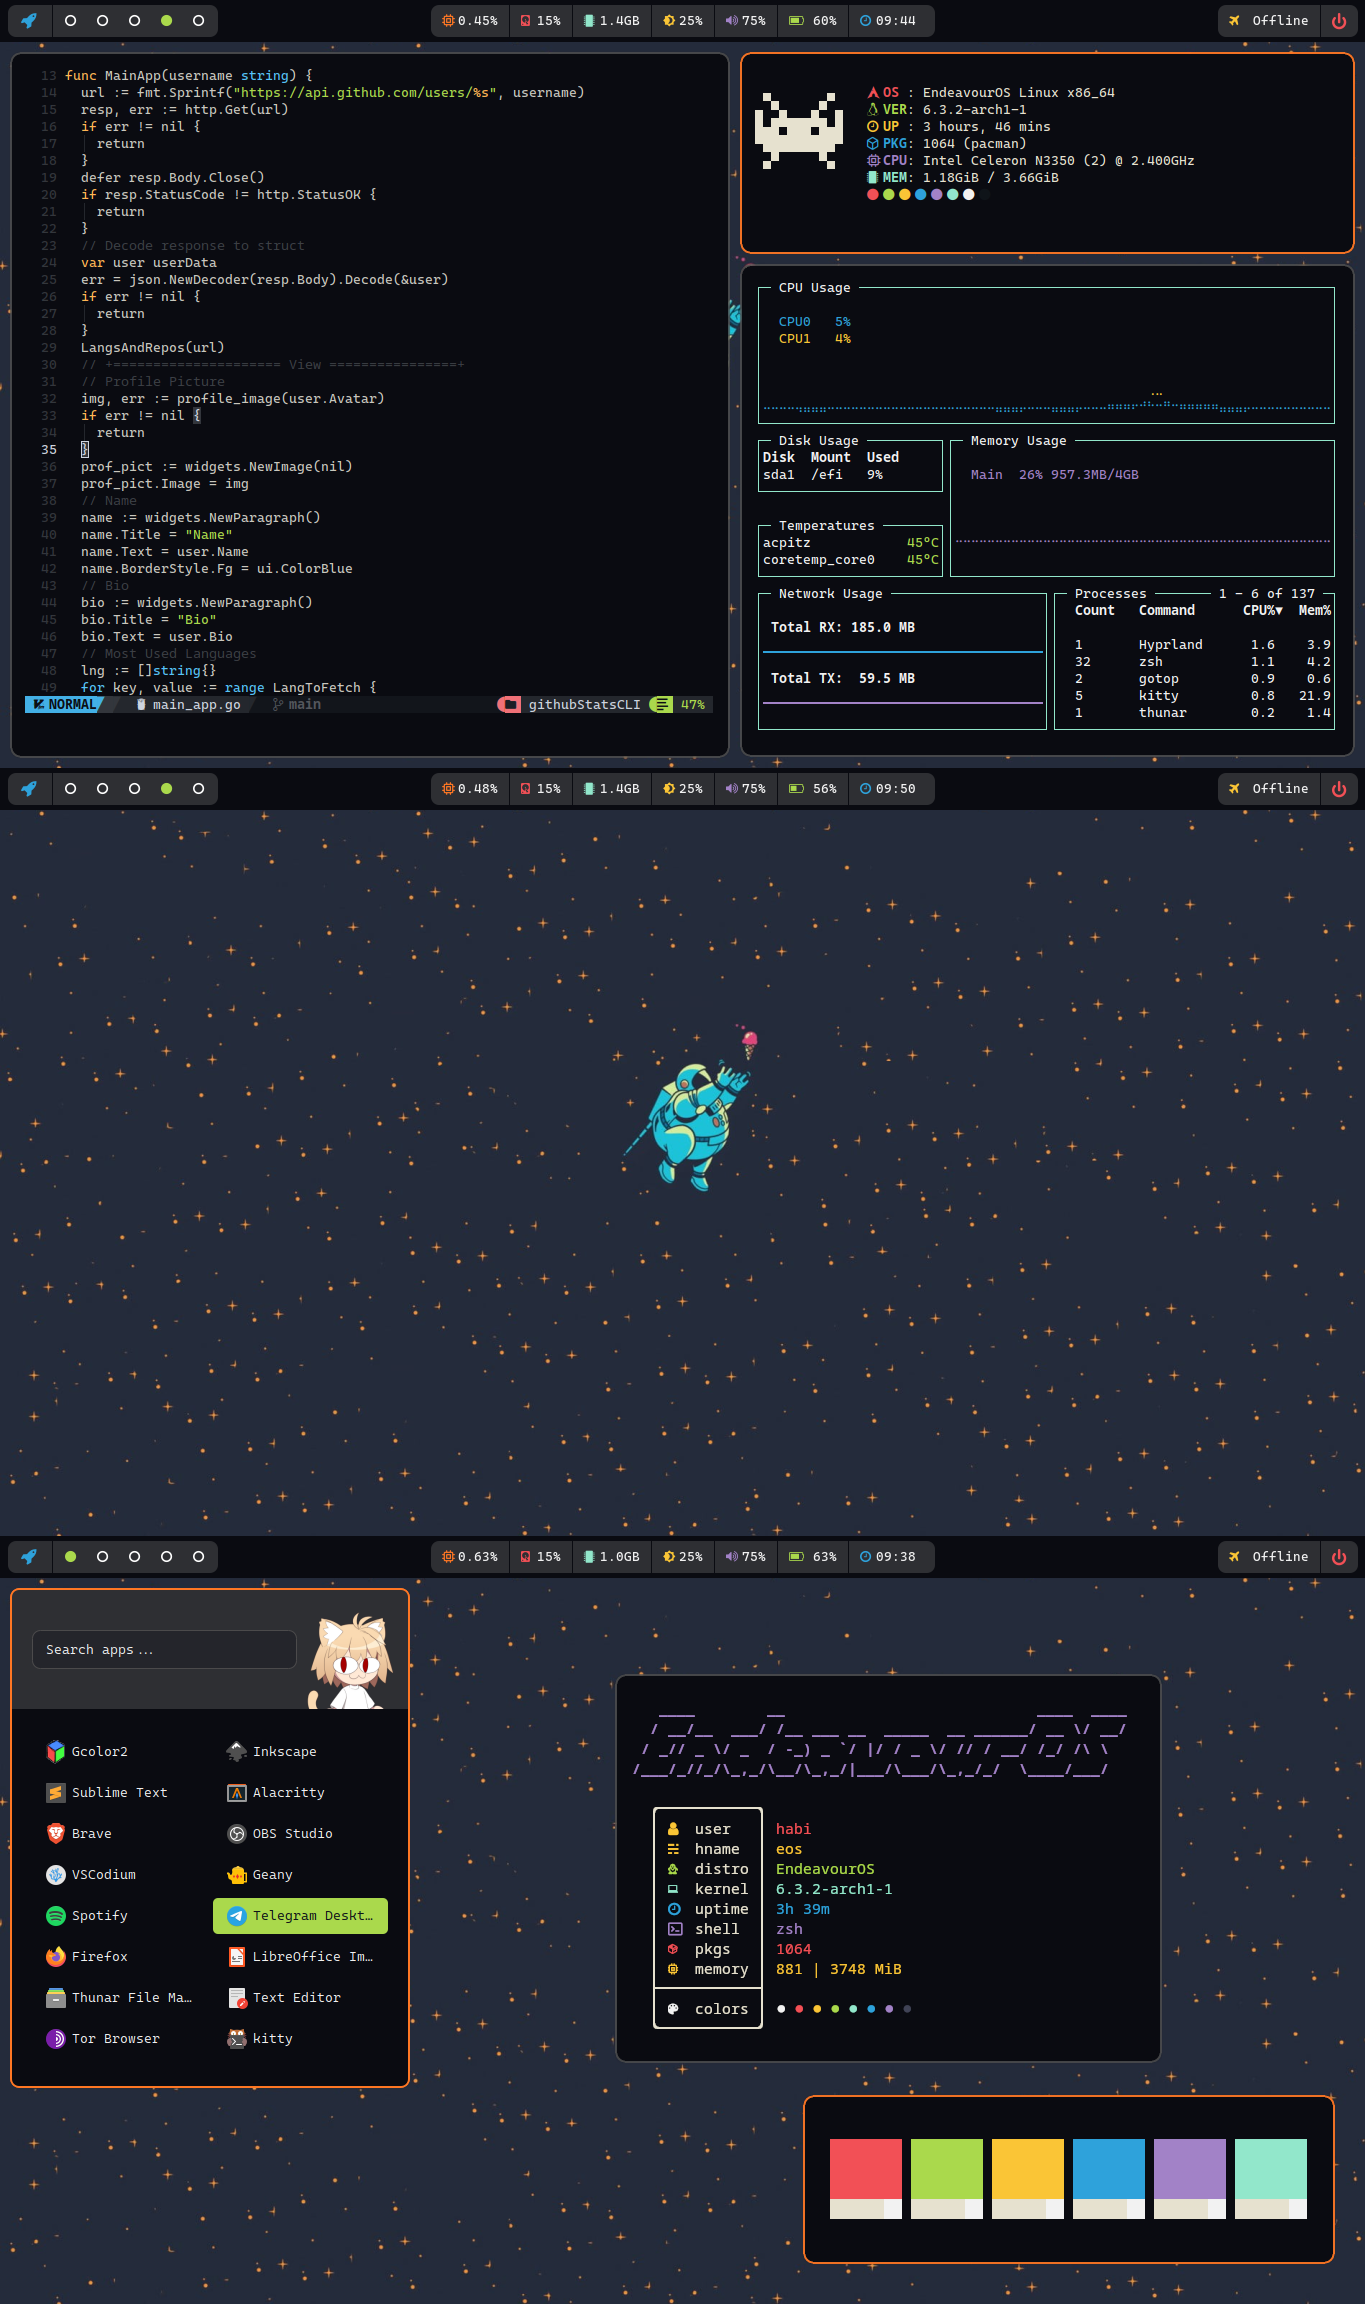 0.45% 15% 1.4GB 25% 75% 60% 09:44 Offline
13 func MainApp(username string) {
14 url := fmt.Sprintf("https://api.github.com/users/%s", username)
15 resp, err := http.Get(url)
16 if err != nil {
17 return
18 }
19 defer resp.Body.Close()
20 if resp.StatusCode != http.StatusOK {
21 return
22 }
23 // Decode response to struct
24 var user userData
25 err = json.NewDecoder(resp.Body).Decode(&user)
26 if err != nil {
27 return
28 }
29 LangsAndRepos(url)
30 // +===================== View ================+
31 // Profile Picture
32 img, err := profile_image(user.Avatar)
33 if err != nil {
34 return
35 }
36 prof_pict := widgets.NewImage(nil)
37 prof_pict.Image = img
38 // Name
39 name := widgets.NewParagraph()
40 name.Title = "Name"
41 name.Text = user.Name
42 name.BorderStyle.Fg = ui.ColorBlue
43 // Bio
44 bio := widgets.NewParagraph()
45 bio.Title = "Bio"
46 bio.Text = user.Bio
47 // Most Used Languages
48 lng := []string{}
49 for key, value := range LangToFetch {
NORMAL main_app.go main githubStatsCLI 47%
OS : EndeavourOS Linux x86_64
VER: 6.3.2-arch1-1
UP : 3 hours, 46 mins
PKG: 1064 (pacman)
CPU: Intel Celeron N3350 (2) @ 2.400GHz
MEM: 1.18GiB / 3.66GiB
CPU Usage
CPU0 5%
CPU1 4%
Disk Usage
Disk Mount Used
sda1 /efi 9%
Memory Usage
Main 26% 957.3MB/4GB
Temperatures
acpitz 45°C
coretemp_core0 45°C
Network Usage
Total RX: 185.0 MB
Total TX: 59.5 MB
Processes 1 - 6 of 137
Count Command CPU%▼ Mem%
1 Hyprland 1.6 3.9
32 zsh 1.1 4.2
2 gotop 0.9 0.6
5 kitty 0.8 21.9
1 thunar 0.2 1.4
0.48% 15% 1.4GB 25% 75% 56% 09:50 Offline
0.63% 15% 1.0GB 25% 75% 63% 09:38 Offline
Search apps...
Gcolor2 Inkscape
Sublime Text Alacritty
Brave OBS Studio
VSCodium Geany
Spotify Telegram Deskt…
Firefox LibreOffice Im…
Thunar File Ma… Text Editor
Tor Browser kitty
EndeavourOS
user habi
hname eos
distro EndeavourOS
kernel 6.3.2-arch1-1
uptime 3h 39m
shell zsh
pkgs 1064
memory 881 | 3748 MiB
colors